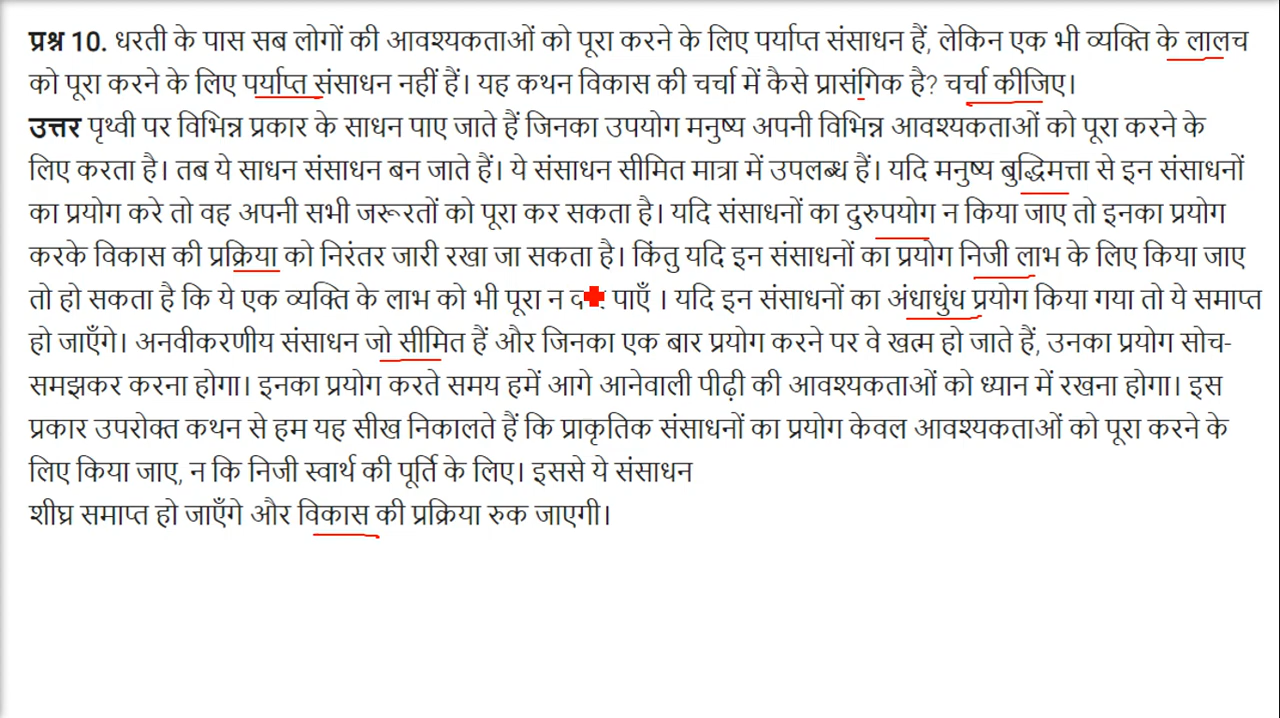 प्रश्न 10. धरती के पास सब लोगों की आवश्यकताओं को पूरा करने के लिए पर्याप्त संसाधन हैं, लेकिन एक भी व्यक्ति के लालच
को पूरा करने के लिए पर्याप्त संसाधन नहीं हैं। यह कथन विकास की चर्चा में कैसे प्रासंगिक है? चर्चा कीजिए।
उत्तर पृथ्वी पर विभिन्न प्रकार के साधन पाए जाते हैं जिनका उपयोग मनुष्य अपनी विभिन्न आवश्यकताओं को पूरा करने के
लिए करता है। तब ये साधन संसाधन बन जाते हैं। ये संसाधन सीमित मात्रा में उपलब्ध हैं। यदि मनुष्य बुद्धिमत्ता से इन संसाधनों
का प्रयोग करे तो वह अपनी सभी जरूरतों को पूरा कर सकता है। यदि संसाधनों का दुरुपयोग न किया जाए तो इनका प्रयोग
करके विकास की प्रक्रिया को निरंतर जारी रखा जा सकता है। किंतु यदि इन संसाधनों का प्रयोग निजी लाभ के लिए किया जाए
तो हो सकता है कि ये एक व्यक्ति के लाभ को भी पूरा न पाएँ । यदि इन संसाधनों का अंधाधुंध प्रयोग किया गया तो ये समाप्त
हो जाएँगे। अनवीकरणीय संसाधन जो सीमित हैं और जिनका एक बार प्रयोग करने पर वे खत्म हो जाते हैं, उनका प्रयोग सोच-
समझकर करना होगा। इनका प्रयोग करते समय हमें आगे आनेवाली पीढ़ी की आवश्यकताओं को ध्यान में रखना होगा। इस
प्रकार उपरोक्त कथन से हम यह सीख निकालते हैं कि प्राकृतिक संसाधनों का प्रयोग केवल आवश्यकताओं को पूरा करने के
लिए किया जाए, न कि निजी स्वार्थ की पूर्ति के लिए। इससे ये संसाधन
शीघ्र समाप्त हो जाएँगे और विकास की प्रक्रिया रुक जाएगी।